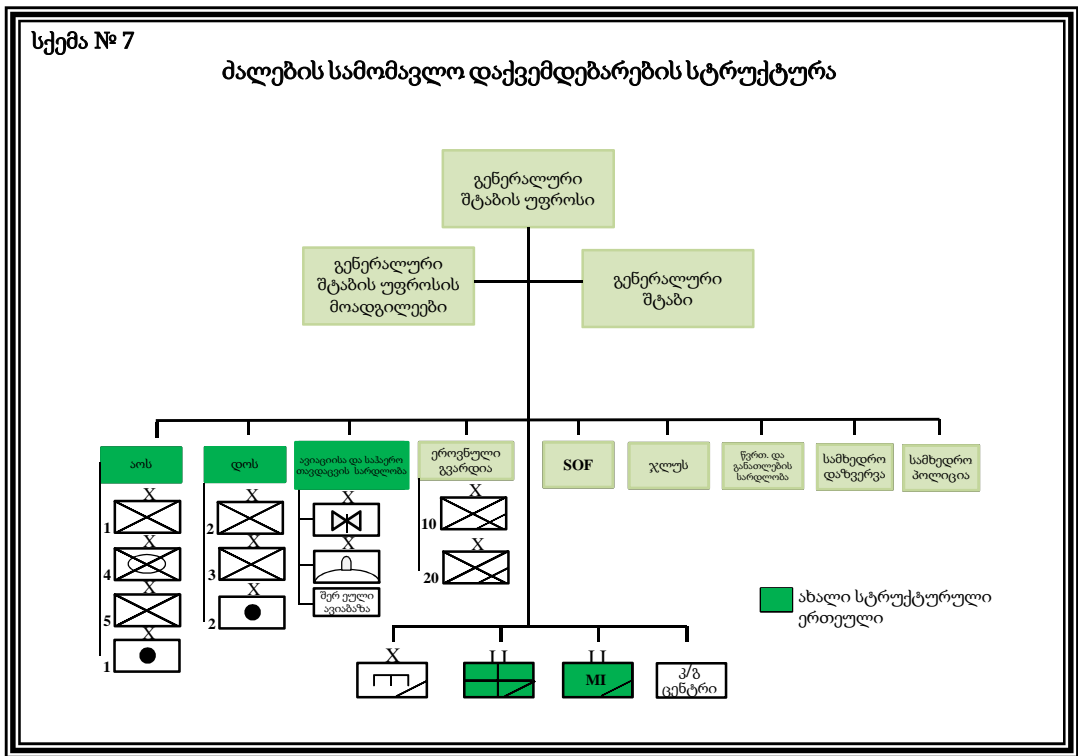 სქემა № 7
ძალების სამომავლო დაქვემდებარების სტრუქტურა
გენერალური
შტაბის უფროსი
გენერალური
შტაბის უფროსის
მოადგილეები
გენერალური
შტაბი
აოს
დოს
ავიაციისა და საჰაერო
თავდაცვის სარდლობა
ეროვნული
გვარდია
SOF
ჯლუს
წვრთ. და
განათლების
სარდლობა
სამხედრო
დაზვერვა
სამხედრო
პოლიცია
X
1
X
4
X
5
X
1
X
2
X
3
X
2
X
X
შერეული
ავიაბაზა
X
10
X
20
ახალი სტრუქტურული
ერთეული
X
II
II
MI
კ/გ
ცენტრი